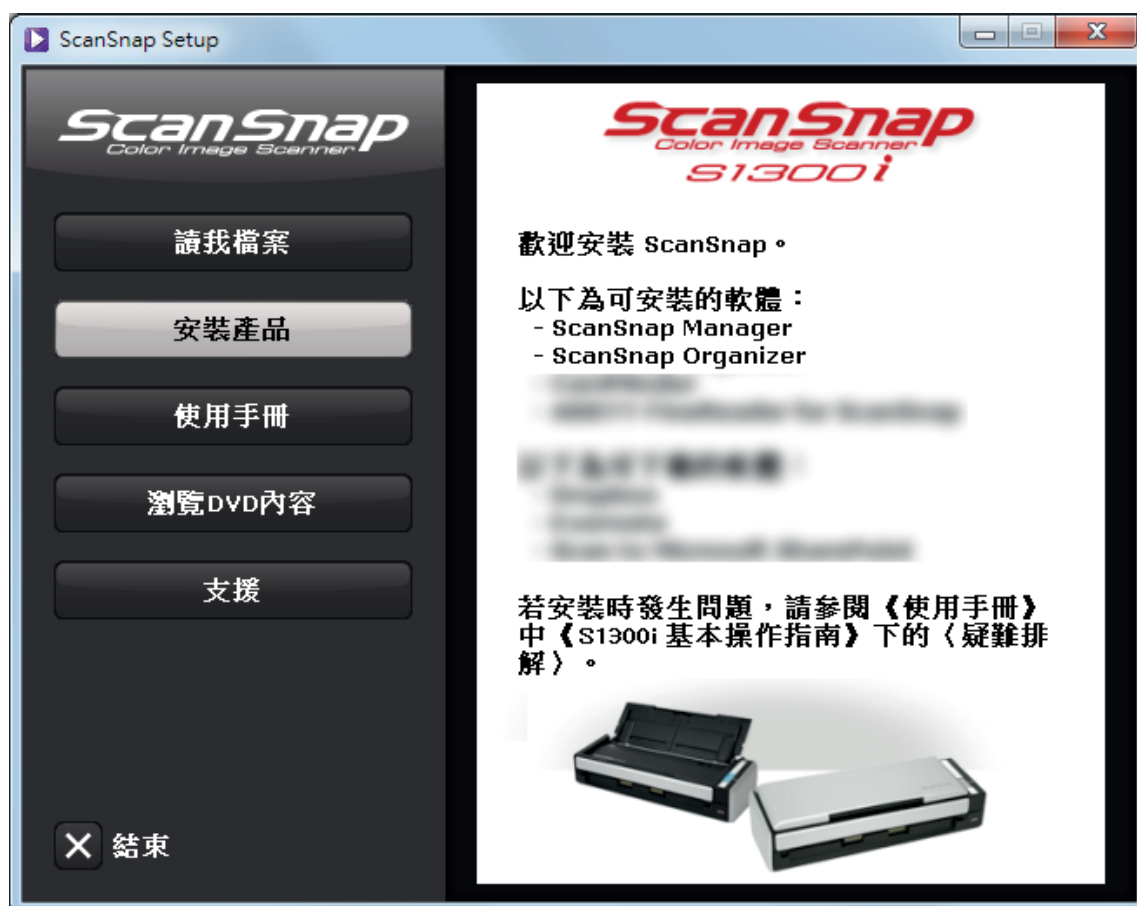 ScanSnap Setup
ScanSnap
Color Image Scanner
讀我檔案
安裝產品
使用手冊
瀏覽DVD內容
支援
結束
ScanSnap
Color Image Scanner
S1300i
歡迎安裝 ScanSnap。
以下為可安裝的軟體：
- ScanSnap Manager
- ScanSnap Organizer
若安裝時發生問題，請參閱《使用手冊》
中《S1300i 基本操作指南》下的〈疑難排
解〉。